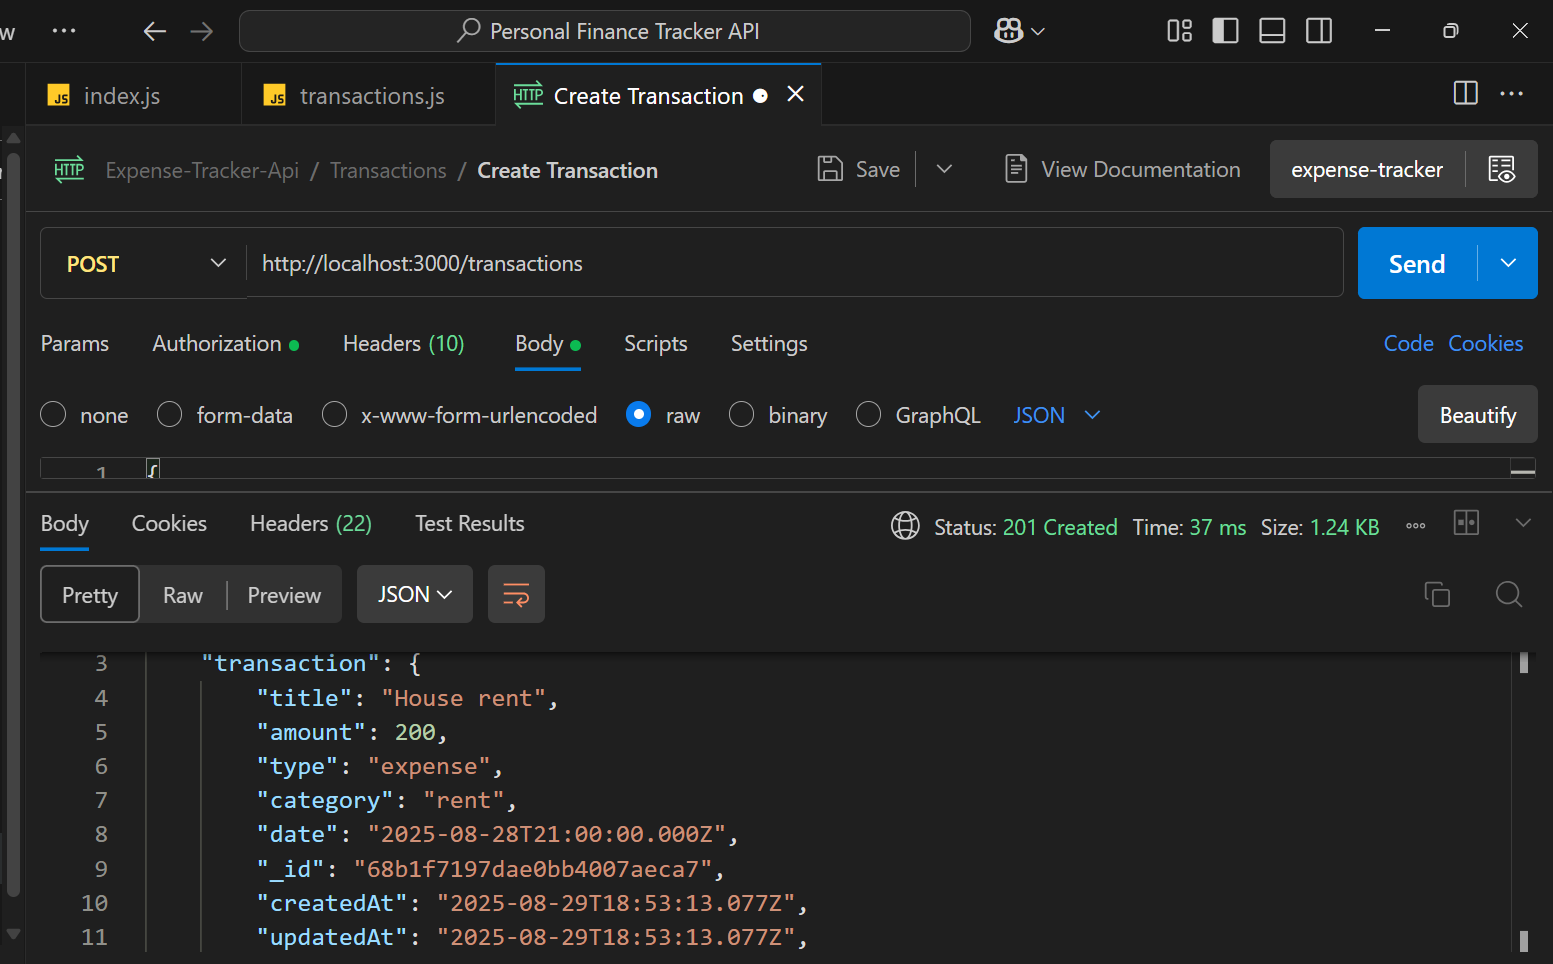 w ··· Personal Finance Tracker API
JS index.js JS transactions.js HTTP Create Transaction
HTTP Expense-Tracker-Api / Transactions / Create Transaction Save View Documentation expense-tracker
POST http://localhost:3000/transactions Send
Params Authorization Headers (10) Body Scripts Settings Code Cookies
none form-data x-www-form-urlencoded raw binary GraphQL JSON Beautify
1 {
Body Cookies Headers (22) Test Results Status: 201 Created Time: 37 ms Size: 1.24 KB
Pretty Raw Preview JSON
3 "transaction": {
4 "title": "House rent",
5 "amount": 200,
6 "type": "expense",
7 "category": "rent",
8 "date": "2025-08-28T21:00:00.000Z",
9 "_id": "68b1f7197dae0bb4007aeca7",
10 "createdAt": "2025-08-29T18:53:13.077Z",
11 "updatedAt": "2025-08-29T18:53:13.077Z",